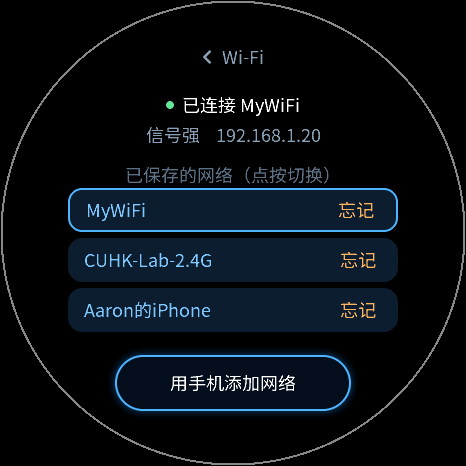 Wi-Fi
已连接 MyWiFi
信号强 192.168.1.20
已保存的网络（点按切换）
MyWiFi 忘记
CUHK-Lab-2.4G 忘记
Aaron的iPhone 忘记
用手机添加网络